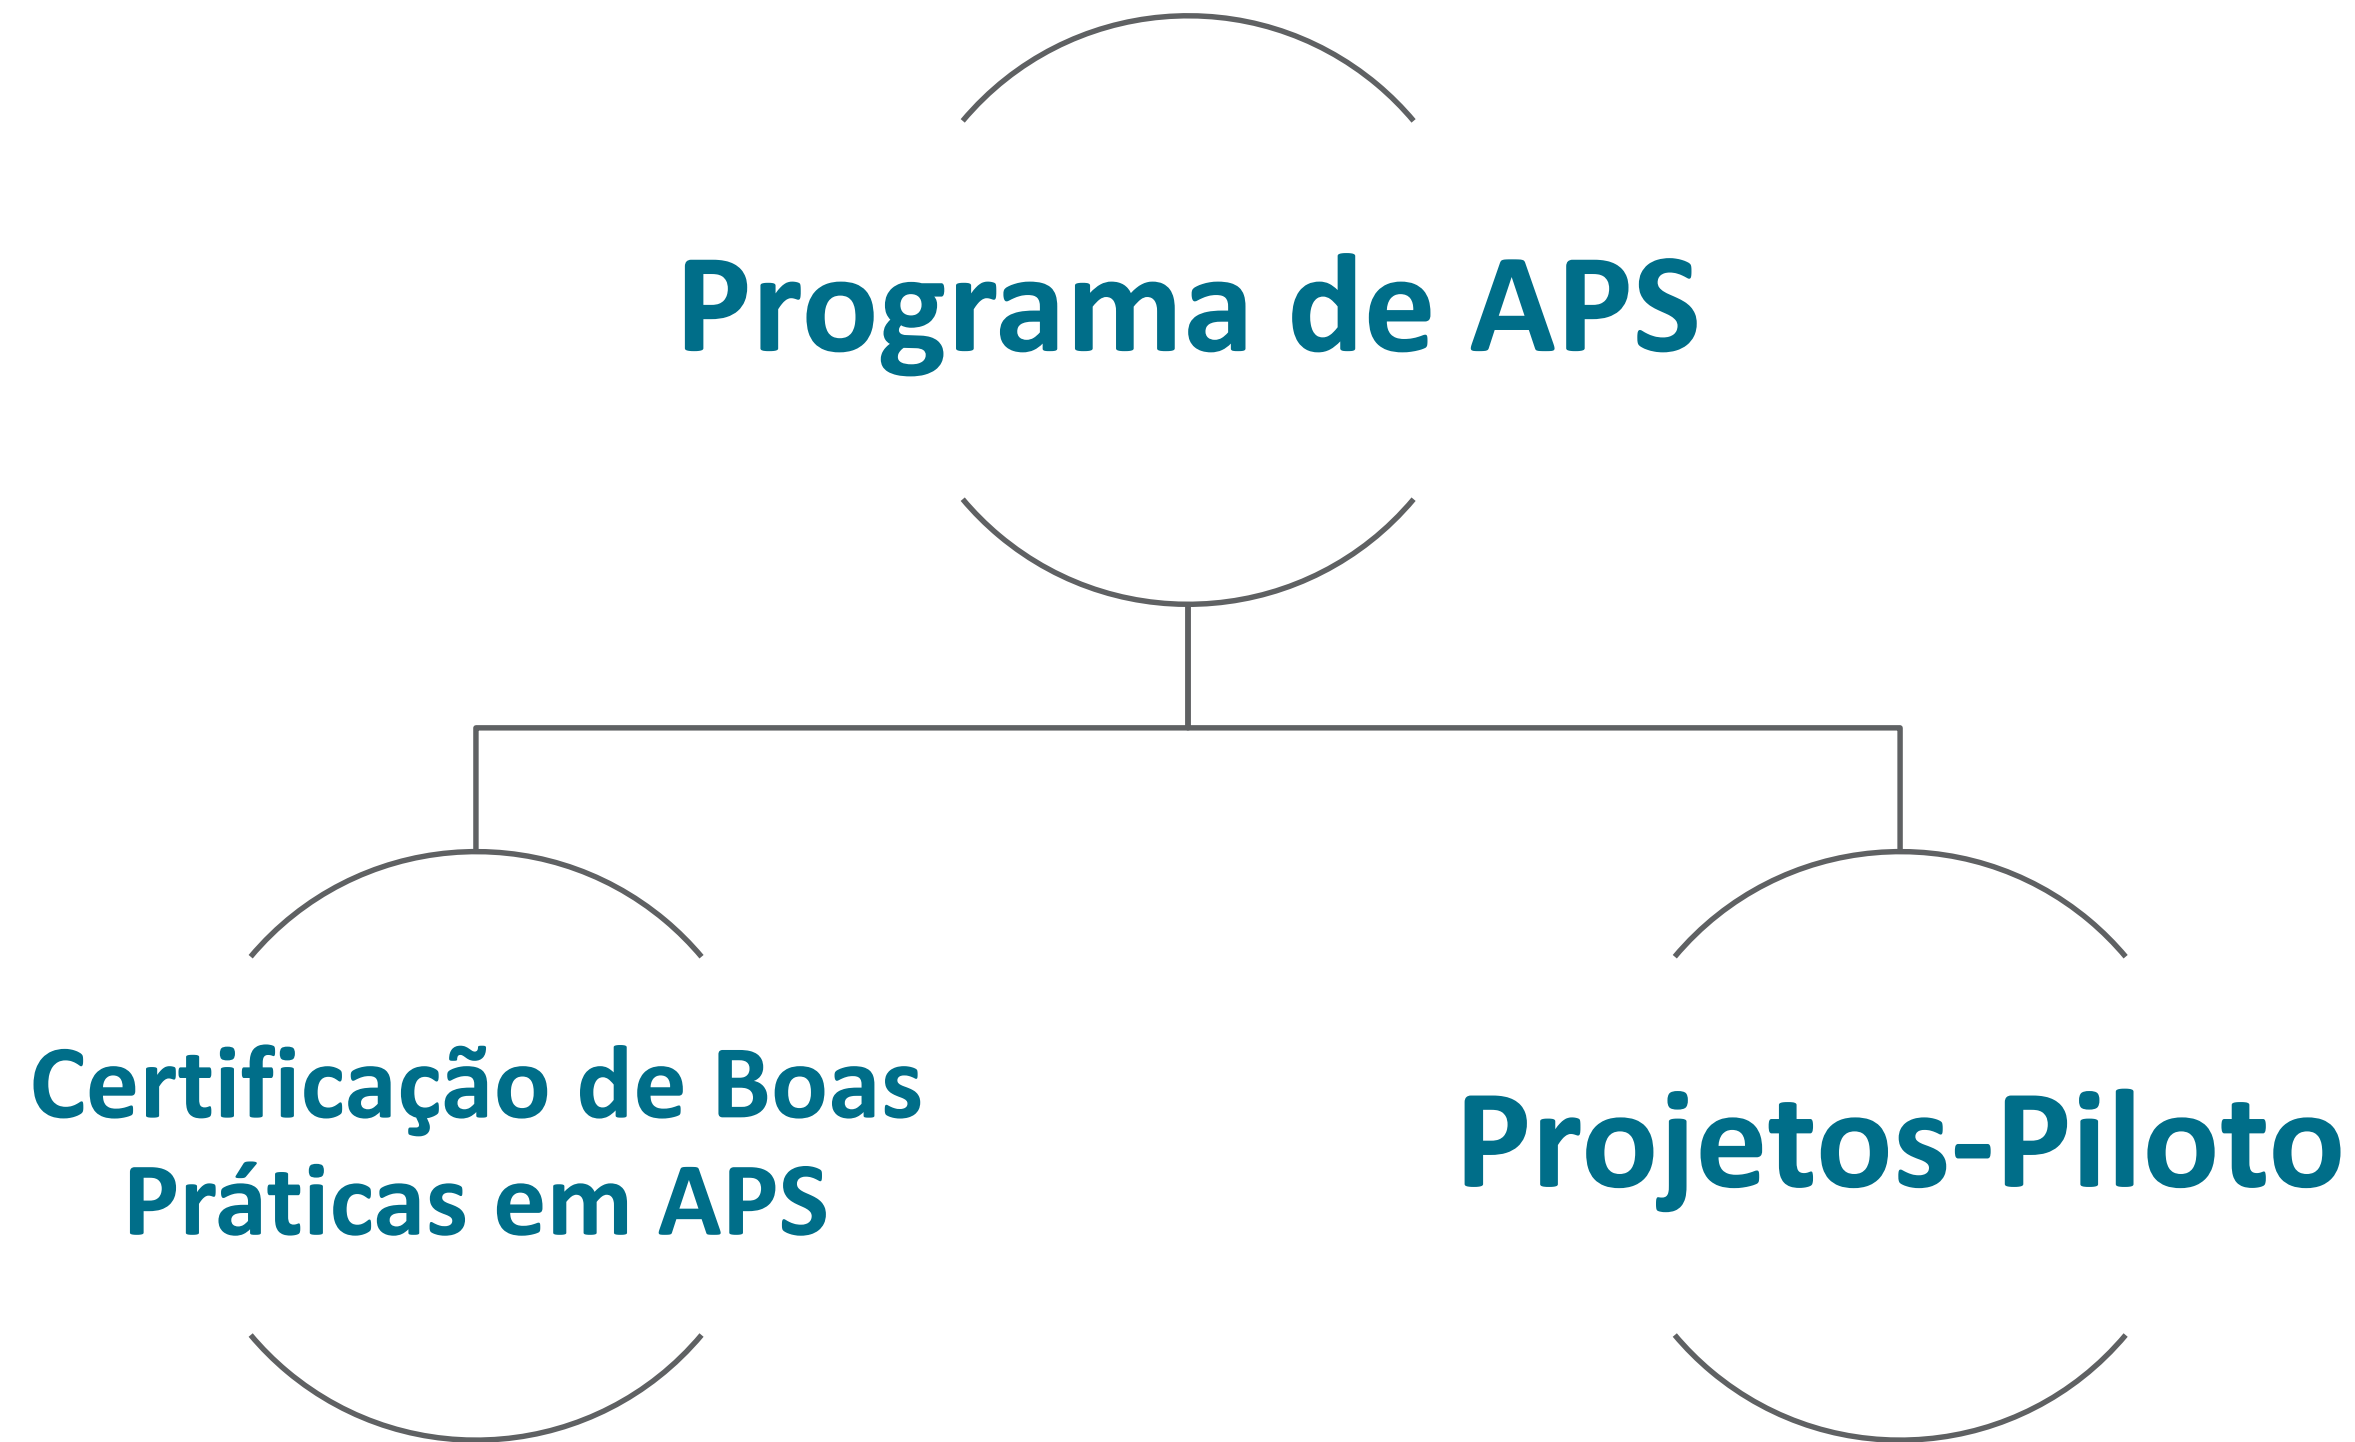 Programa de APS
Certificação de Boas
Práticas em APS
Projetos-Piloto